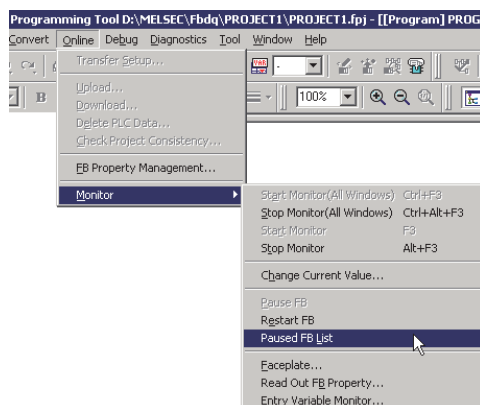 Programming Tool D:\MELSEC\Fbdq\PROJECT1\PROJECT1.fpj - [[Program] PROG
Convert Online Debug Diagnostics Tool Window Help
Transfer Setup...
Upload...
B
100%
Download...
Delete PLC Data...
Check Project Consistency...
FB Property Management...
Monitor
Start Monitor(All Windows) Ctrl+F3
Stop Monitor(All Windows) Ctrl+Alt+F3
Start Monitor F3
Stop Monitor Alt+F3
Change Current Value...
Pause FB
Restart FB
Paused FB List
Faceplate...
Read Out FB Property...
Entry Variable Monitor...